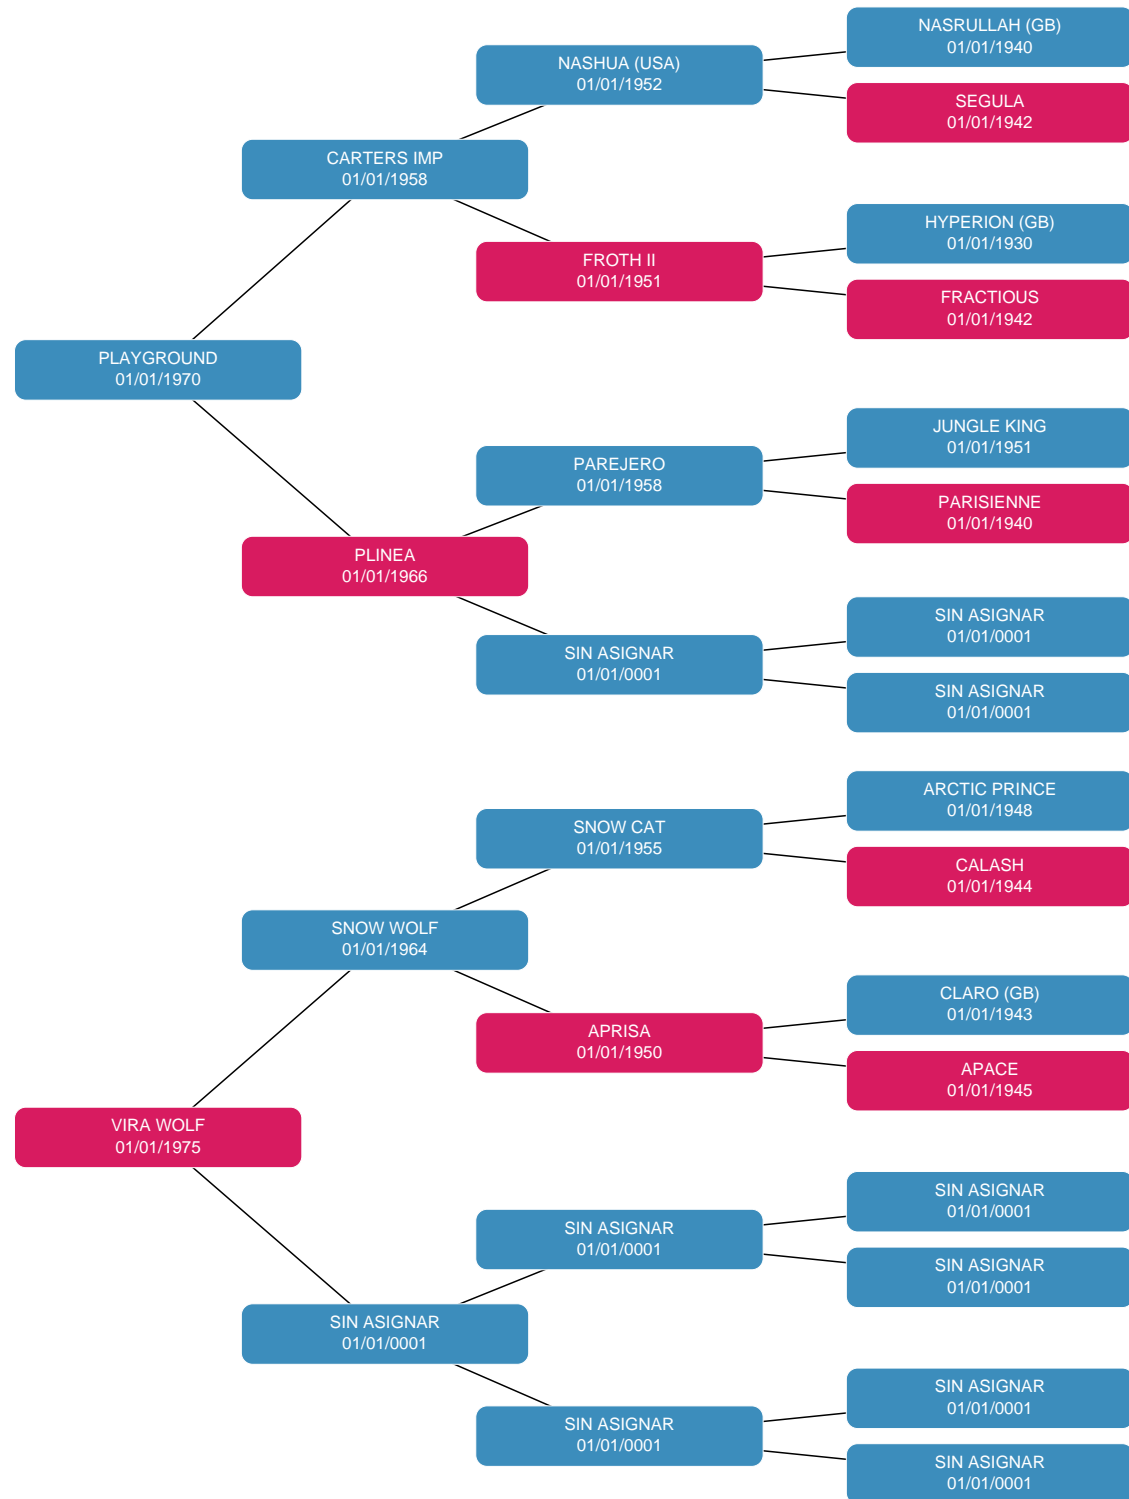 NASRULLAH (GB)
01/01/1940
NASHUA (USA)
01/01/1952
SEGULA
01/01/1942
CARTERS IMP
01/01/1958
HYPERION (GB)
01/01/1930
FROTH II
01/01/1951
FRACTIOUS
01/01/1942
PLAYGROUND
01/01/1970
JUNGLE KING
01/01/1951
PAREJERO
01/01/1958
PARISIENNE
01/01/1940
PLINEA
01/01/1966
SIN ASIGNAR
01/01/0001
SIN ASIGNAR
01/01/0001
SIN ASIGNAR
01/01/0001
ARCTIC PRINCE
01/01/1948
SNOW CAT
01/01/1955
CALASH
01/01/1944
SNOW WOLF
01/01/1964
CLARO (GB)
01/01/1943
APRISA
01/01/1950
APACE
01/01/1945
VIRA WOLF
01/01/1975
SIN ASIGNAR
01/01/0001
SIN ASIGNAR
01/01/0001
SIN ASIGNAR
01/01/0001
SIN ASIGNAR
01/01/0001
SIN ASIGNAR
01/01/0001
SIN ASIGNAR
01/01/0001
SIN ASIGNAR
01/01/0001